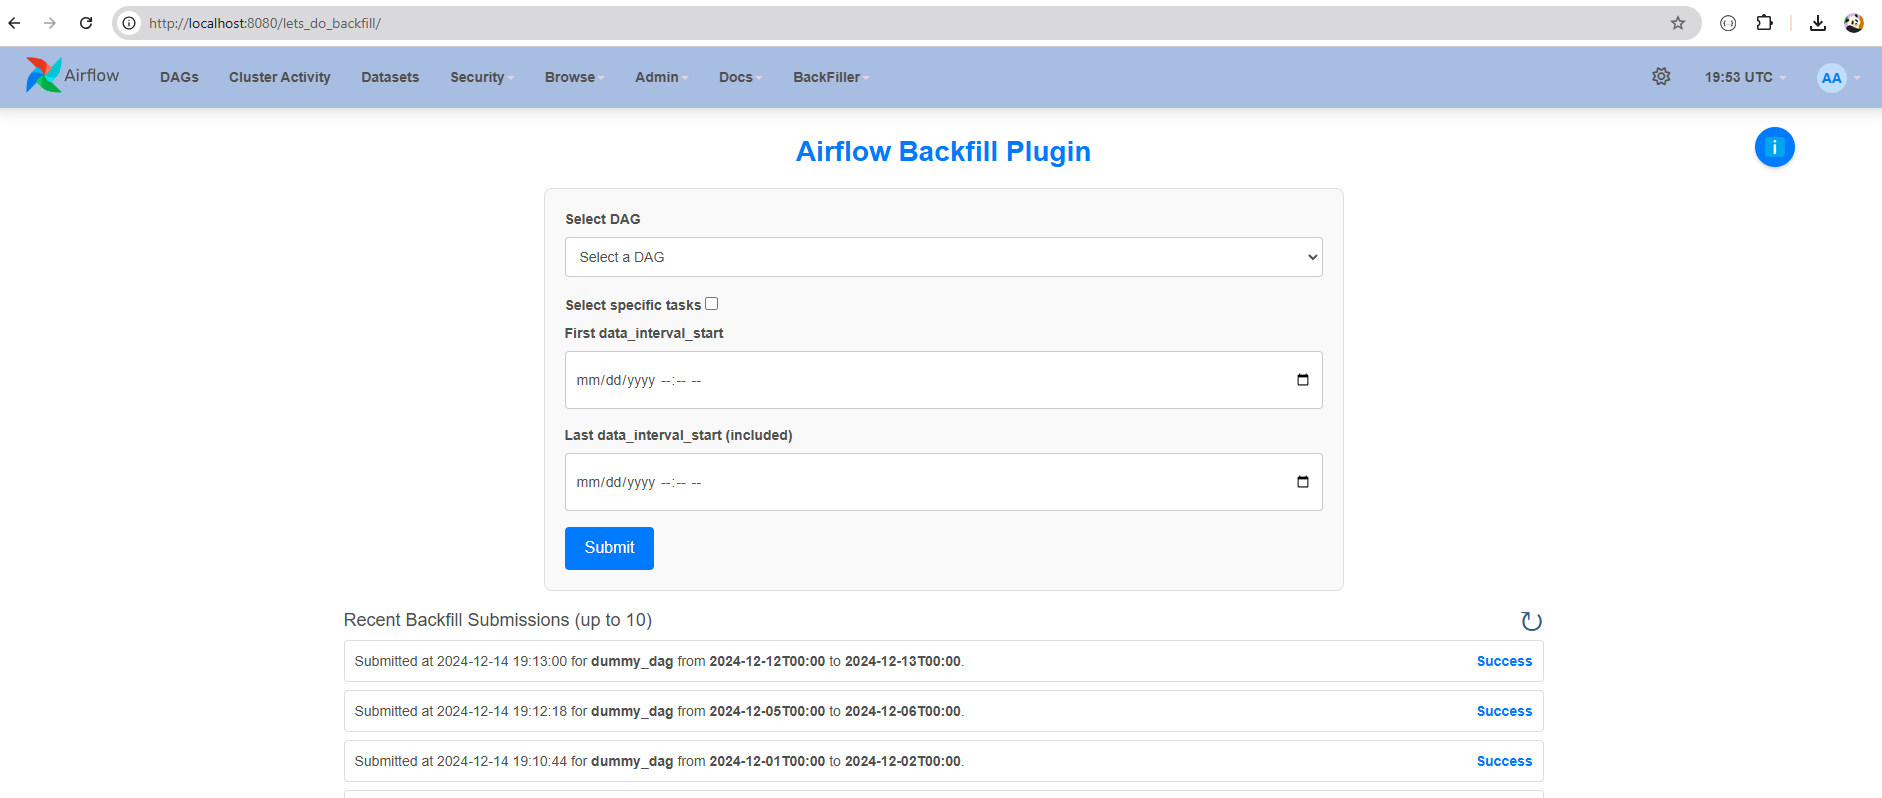 http://localhost:8080/lets_do_backfill/
Airflow DAGs Cluster Activity Datasets Security Browse Admin Docs BackFiller 19:53 UTC AA
Airflow Backfill Plugin
i
Select DAG
Select a DAG
Select specific tasks
First data_interval_start
mm/dd/yyyy --:-- --
Last data_interval_start (included)
mm/dd/yyyy --:-- --
Submit
Recent Backfill Submissions (up to 10)
Submitted at 2024-12-14 19:13:00 for dummy_dag from 2024-12-12T00:00 to 2024-12-13T00:00. Success
Submitted at 2024-12-14 19:12:18 for dummy_dag from 2024-12-05T00:00 to 2024-12-06T00:00. Success
Submitted at 2024-12-14 19:10:44 for dummy_dag from 2024-12-01T00:00 to 2024-12-02T00:00. Success